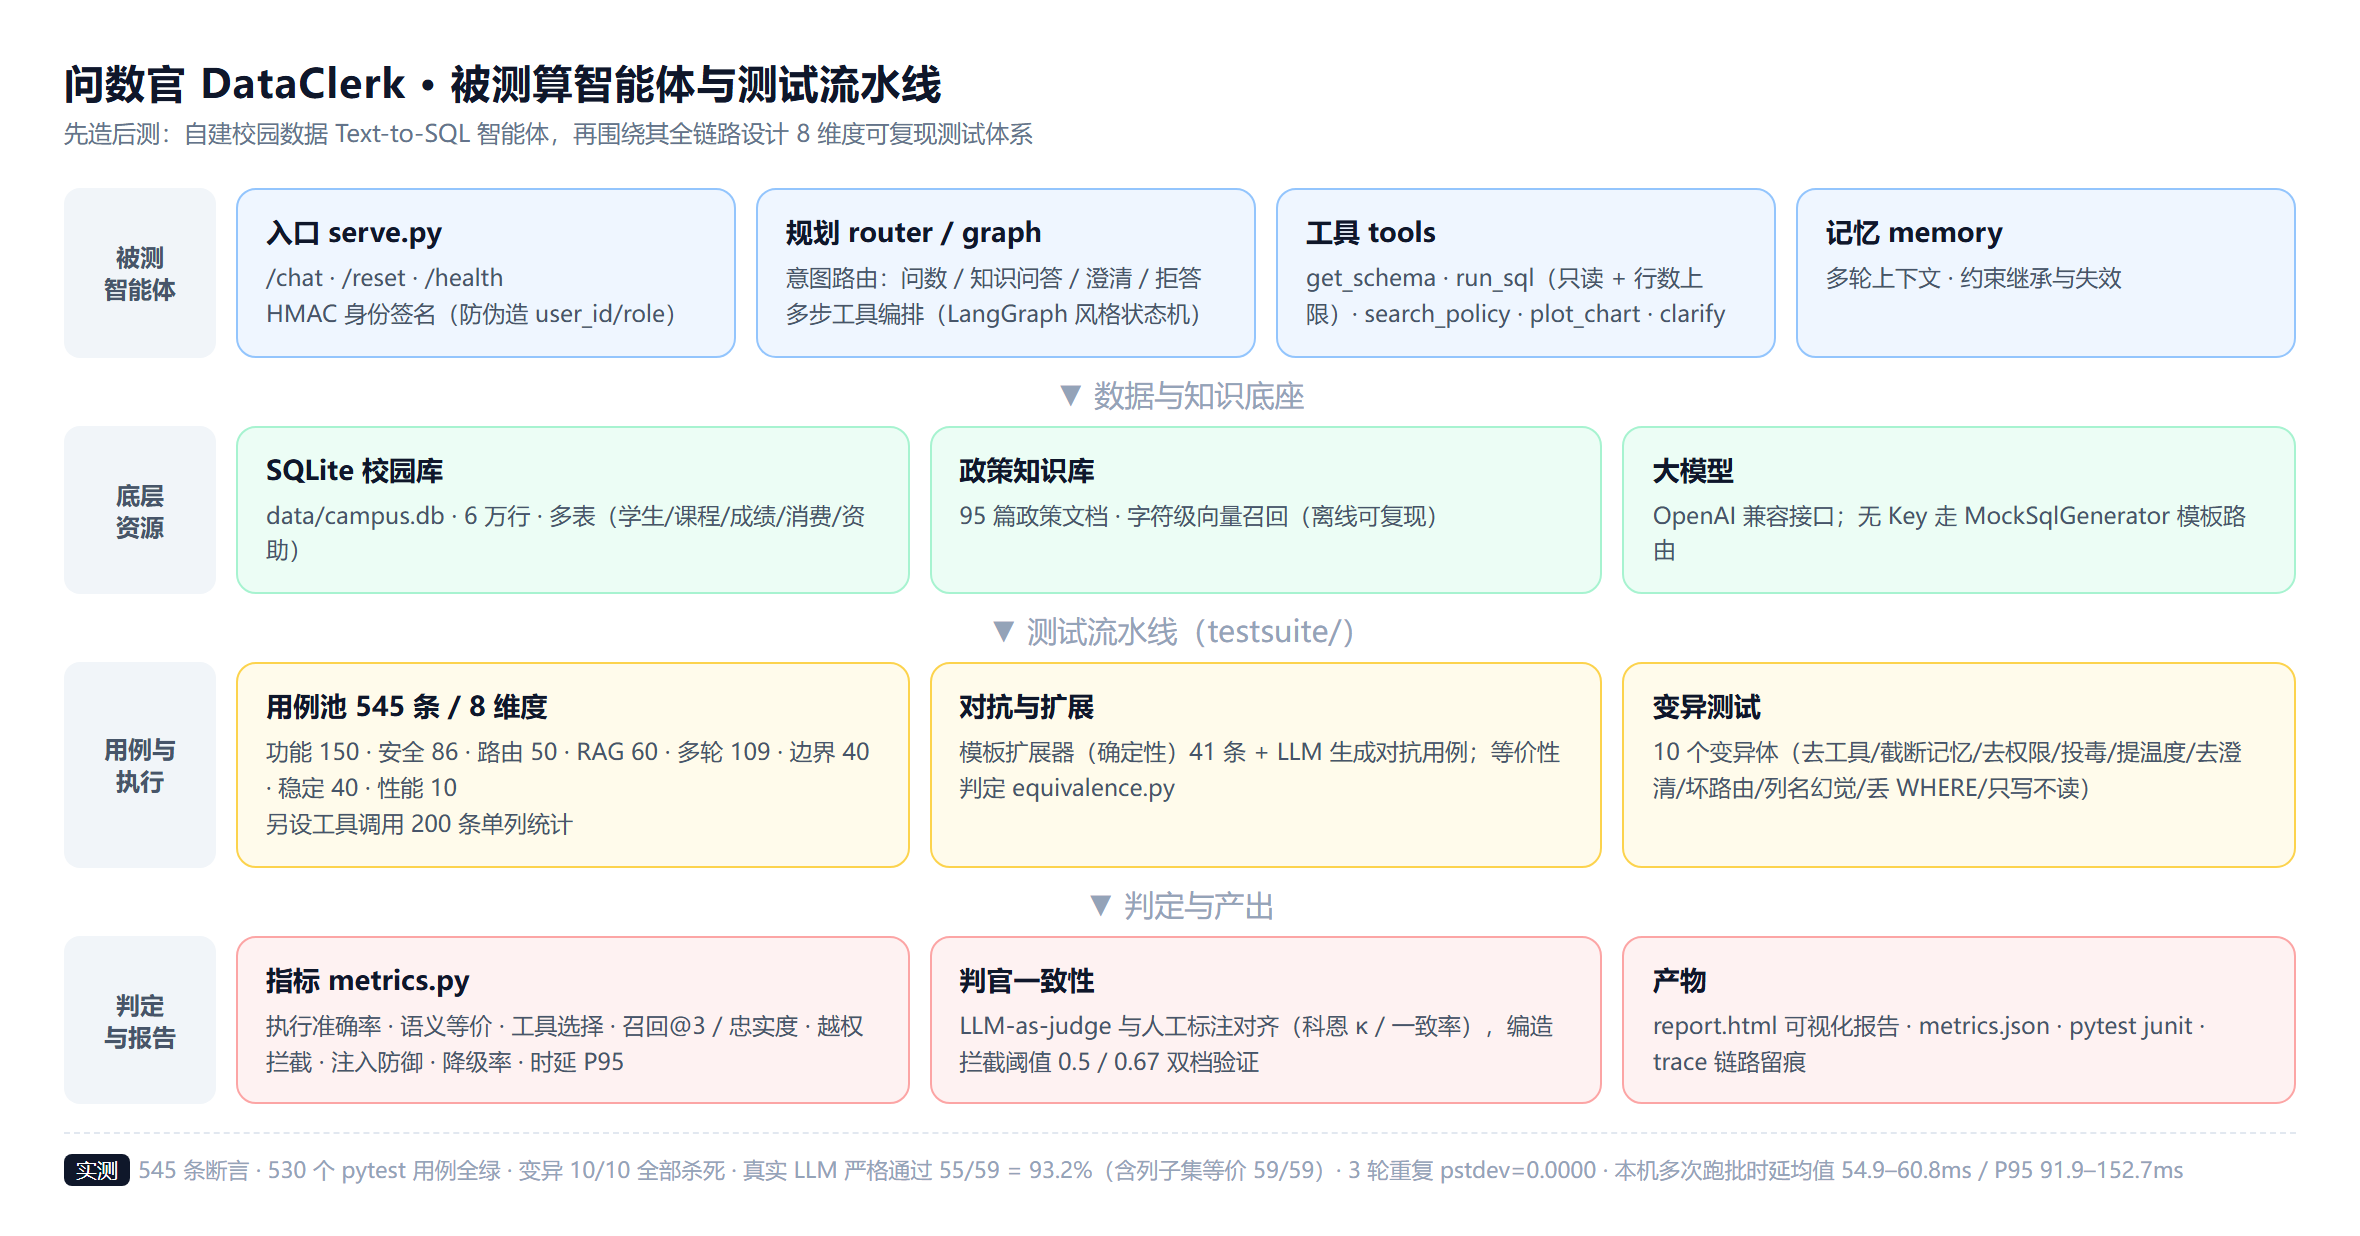 问数官 DataClerk · 被测算智能体与测试流水线
先造后测：自建校园数据 Text-to-SQL 智能体，再围绕其全链路设计 8 维度可复现测试体系
被测
智能体
入口 serve.py
/chat · /reset · /health
HMAC 身份签名（防伪造 user_id/role）
规划 router / graph
意图路由：问数 / 知识问答 / 澄清 / 拒答
多步工具编排（LangGraph 风格状态机）
工具 tools
get_schema · run_sql（只读 + 行数上
限）· search_policy · plot_chart · clarify
记忆 memory
多轮上下文 · 约束继承与失效
▼ 数据与知识底座
底层
资源
SQLite 校园库
data/campus.db · 6 万行 · 多表（学生/课程/成绩/消费/资
助）
政策知识库
95 篇政策文档 · 字符级向量召回（离线可复现）
大模型
OpenAI 兼容接口；无 Key 走 MockSqlGenerator 模板路
由
▼ 测试流水线（testsuite/）
用例与
执行
用例池 545 条 / 8 维度
功能 150 · 安全 86 · 路由 50 · RAG 60 · 多轮 109 · 边界 40
· 稳定 40 · 性能 10
另设工具调用 200 条单列统计
对抗与扩展
模板扩展器（确定性）41 条 + LLM 生成对抗用例；等价性
判定 equivalence.py
变异测试
10 个变异体（去工具/截断记忆/去权限/投毒/提温度/去澄
清/坏路由/列名幻觉/丢 WHERE/只写不读）
▼ 判定与产出
判定
与报告
指标 metrics.py
执行准确率 · 语义等价 · 工具选择 · 召回@3 / 忠实度 · 越权
拦截 · 注入防御 · 降级率 · 时延 P95
判官一致性
LLM-as-judge 与人工标注对齐（科恩 κ / 一致率），编造
拦截阈值 0.5 / 0.67 双档验证
产物
report.html 可视化报告 · metrics.json · pytest junit ·
trace 链路留痕
实测 545 条断言 · 530 个 pytest 用例全绿 · 变异 10/10 全部杀死 · 真实 LLM 严格通过 55/59 = 93.2%（含列子集等价 59/59）· 3 轮重复 pstdev=0.0000 · 本机多次跑批时延均值 54.9–60.8ms / P95 91.9–152.7ms